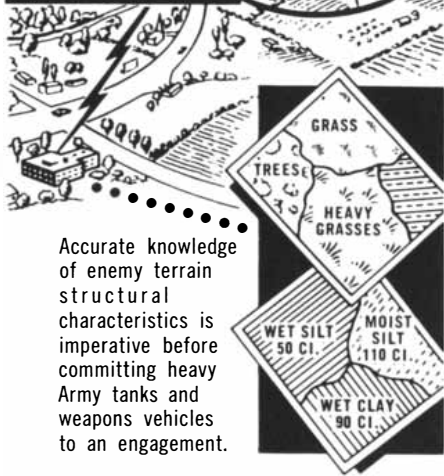 GRASS
TREES
HEAVY
GRASSES
Accurate knowledge
of enemy terrain
structural
characteristics is
imperative before
committing heavy
Army tanks and
weapons vehicles
to an engagement.
WET SILT
50 CI.
MOIST
SILT
110 CI.
WET CLAY
90 CI.